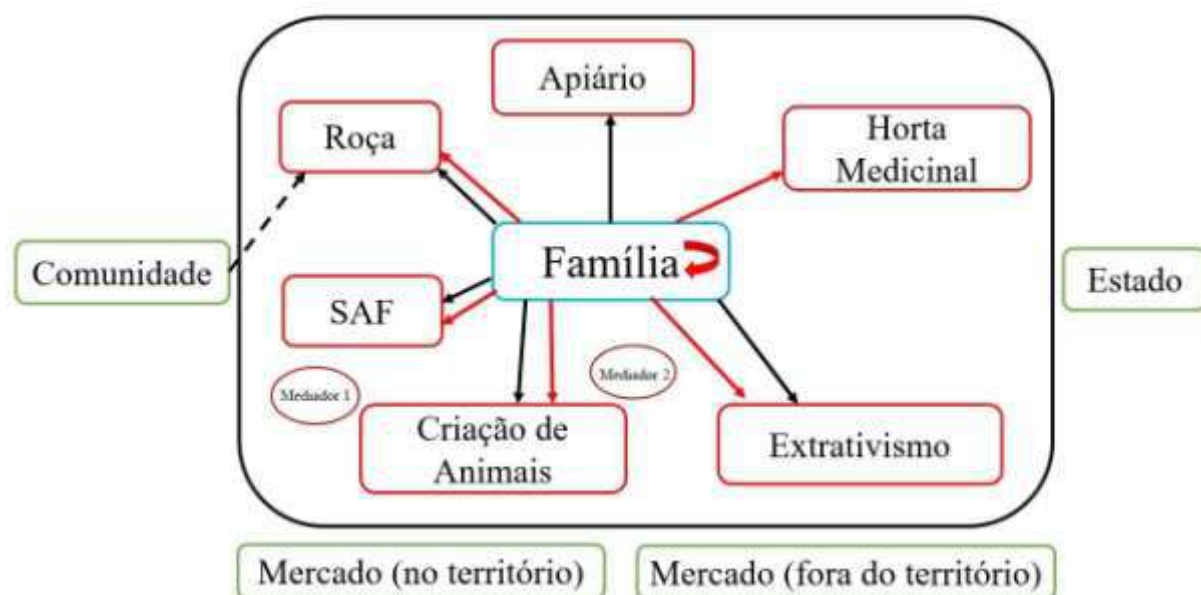 Apiário
Roça
Horta
Medicinal
Comunidade
Família
Estado
SAF
Mediador 1
Mediador 2
Criação de
Animais
Extrativismo
Mercado (no território)
Mercado (fora do território)